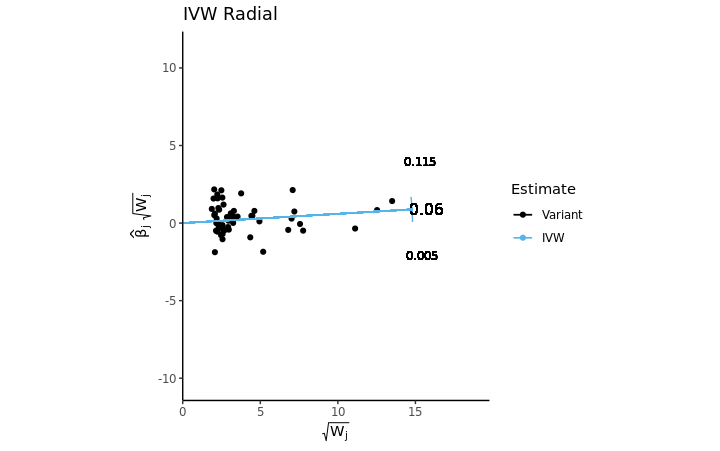 IVW Radial
10
5
0
-5
-10
β̂j √Wj
0.115
0.06
0.005
0 5 10 15
√Wj
Estimate
Variant
IVW